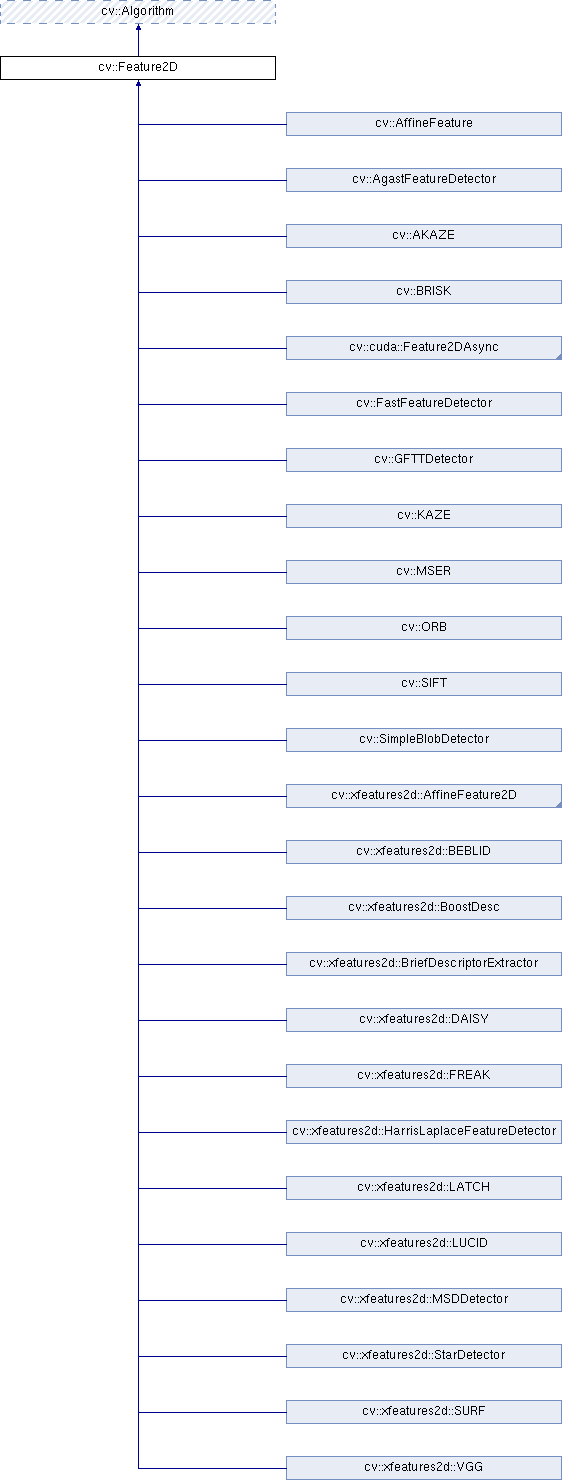 cv::Algorithm
cv::Feature2D
cv::AffineFeature
cv::AgastFeatureDetector
cv::AKAZE
cv::BRISK
cv::cuda::Feature2DAsync
cv::FastFeatureDetector
cv::GFTTDetector
cv::KAZE
cv::MSER
cv::ORB
cv::SIFT
cv::SimpleBlobDetector
cv::xfeatures2d::AffineFeature2D
cv::xfeatures2d::BEBLID
cv::xfeatures2d::BoostDesc
cv::xfeatures2d::BriefDescriptorExtractor
cv::xfeatures2d::DAISY
cv::xfeatures2d::FREAK
cv::xfeatures2d::HarrisLaplaceFeatureDetector
cv::xfeatures2d::LATCH
cv::xfeatures2d::LUCID
cv::xfeatures2d::MSDDetector
cv::xfeatures2d::StarDetector
cv::xfeatures2d::SURF
cv::xfeatures2d::VGG